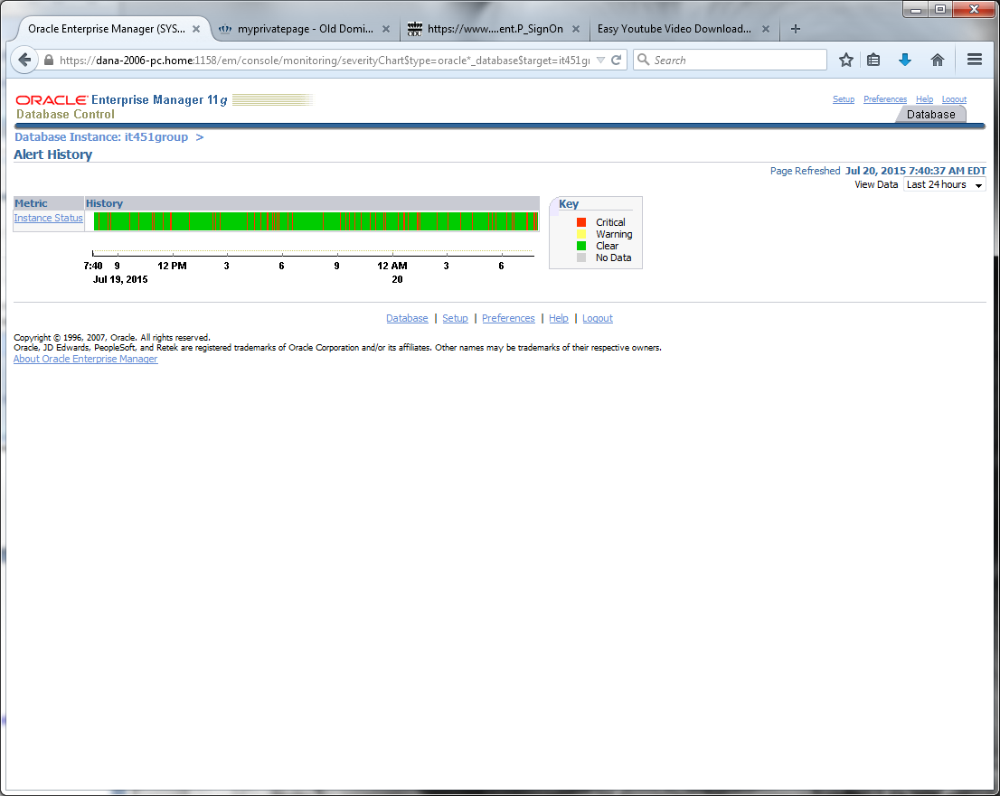 Oracle Enterprise Manager (SYS...
myprivatepage - Old Domi...
https://www....ent.P_SignOn
Easy Youtube Video Download...
https://dana-2006-pc.home:1158/em/console/monitoring/severityChart$type=oracle*_database$target=it451gr
Search
ORACLE Enterprise Manager 11g
Database Control
Setup Preferences Help Logout
Database
Database Instance: it451group >
Alert History
Page Refreshed Jul 20, 2015 7:40:37 AM EDT
View Data Last 24 hours
Metric History
Instance Status
Key
Critical
Warning
Clear
No Data
7:40 9 12 PM 3 6 9 12 AM 3 6
Jul 19, 2015 20
Database | Setup | Preferences | Help | Logout
Copyright © 1996, 2007, Oracle. All rights reserved.
Oracle, JD Edwards, PeopleSoft, and Retek are registered trademarks of Oracle Corporation and/or its affiliates. Other names may be trademarks of their respective owners.
About Oracle Enterprise Manager